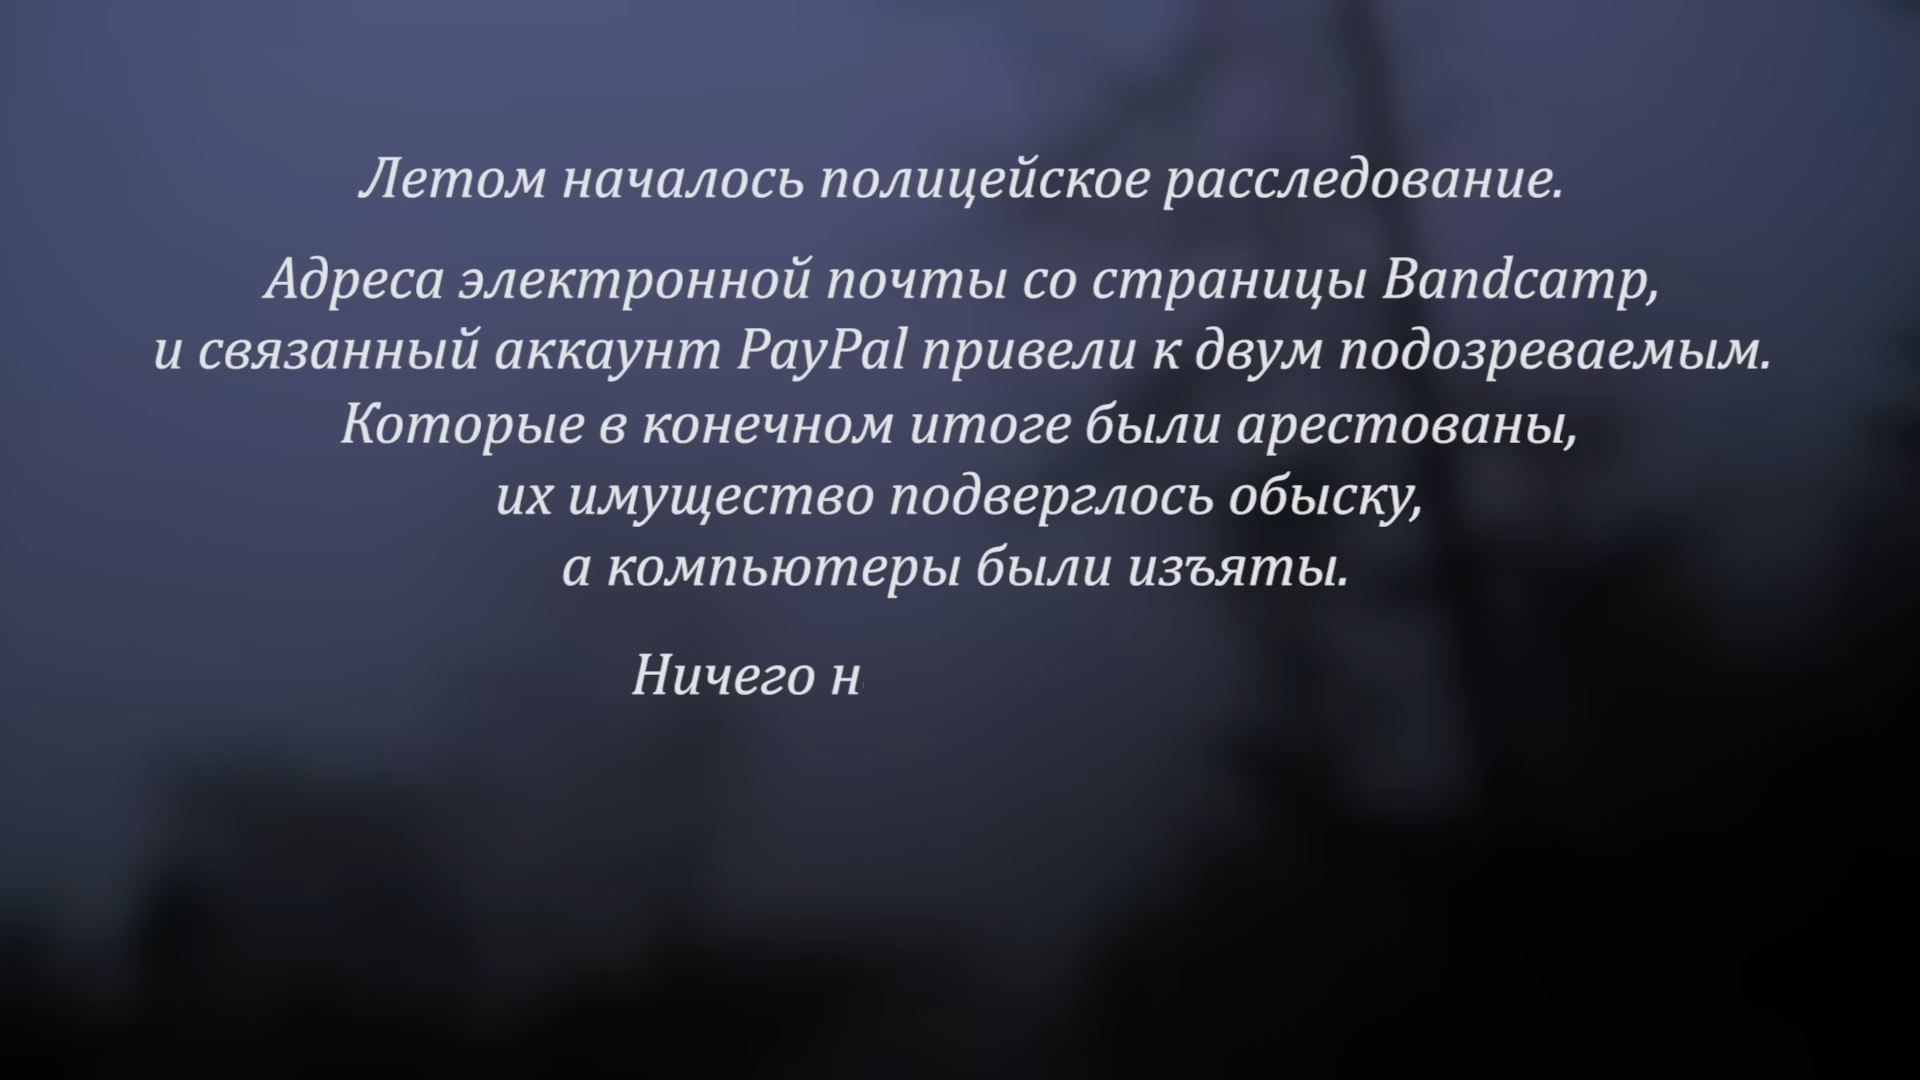 Летом началось полицейское расследование.
Адреса электронной почты со страницы Bandcamp,
и связанный аккаунт PayPal привели к двум подозреваемым.
Которые в конечном итоге были арестованы,
их имущество подверглось обыску,
а компьютеры были изъяты.
Ничего н